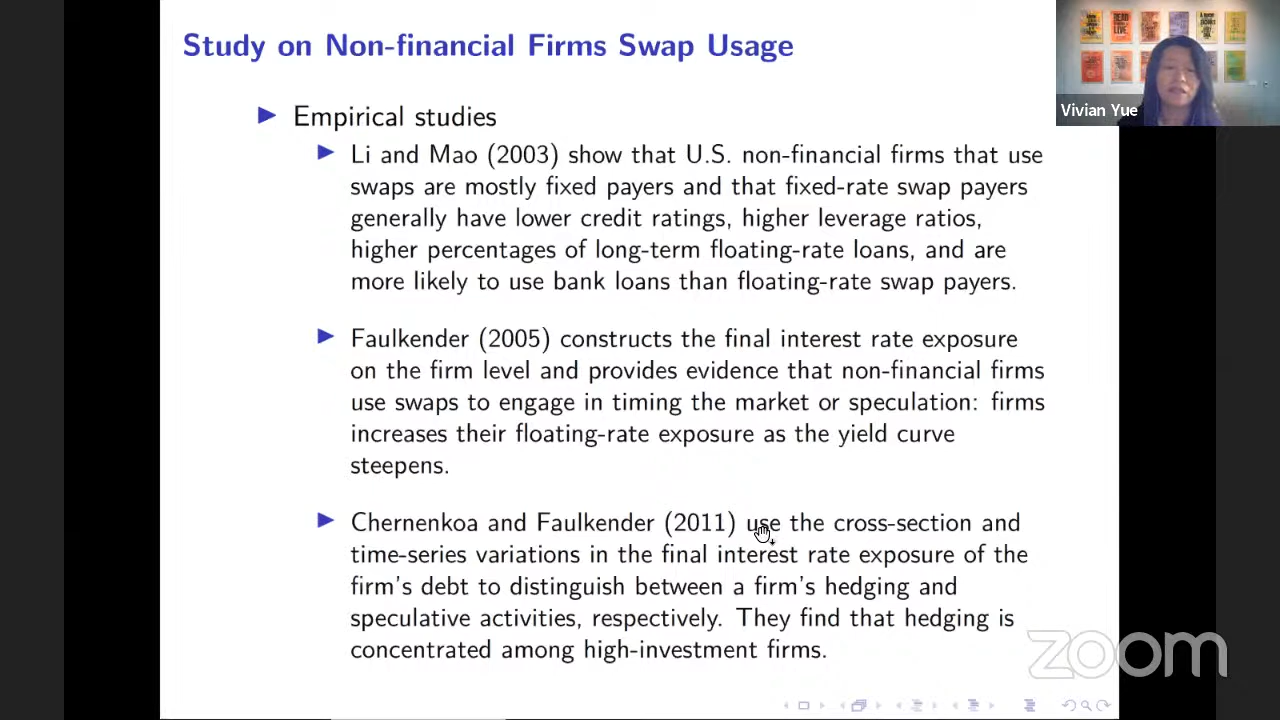 Study on Non-financial Firms Swap Usage
Empirical studies
Li and Mao (2003) show that U.S. non-financial firms that use
swaps are mostly fixed payers and that fixed-rate swap payers
generally have lower credit ratings, higher leverage ratios,
higher percentages of long-term floating-rate loans, and are
more likely to use bank loans than floating-rate swap payers.
Faulkender (2005) constructs the final interest rate exposure
on the firm level and provides evidence that non-financial firms
use swaps to engage in timing the market or speculation: firms
increases their floating-rate exposure as the yield curve
steepens.
Chernenkoa and Faulkender (2011) use the cross-section and
time-series variations in the final interest rate exposure of the
firm's debt to distinguish between a firm's hedging and
speculative activities, respectively. They find that hedging is
concentrated among high-investment firms.
Vivian Yue
zoom